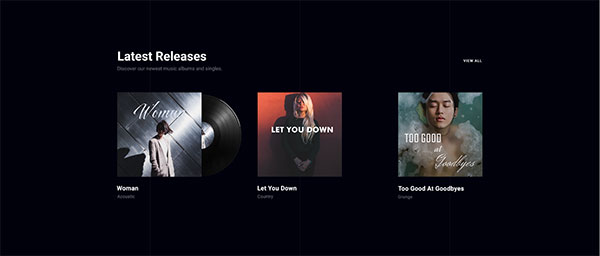 Latest Releases
Discover our newest music albums and singles.
VIEW ALL
Woman
LET YOU DOWN
TOO GOOD
at
Goodbyes
Woman
Acoustic
Let You Down
Country
Too Good At Goodbyes
Grunge